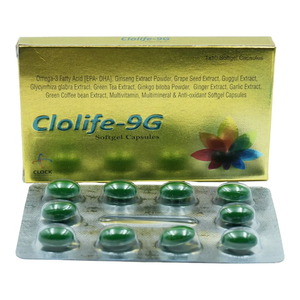 Omega-3 Fatty Acid [EPA- DHA], Ginseng Extract Powder, Grape Seed Extract, Guggul Extract,
Glycyrrhiza glabra Extract, Green Tea Extract, Ginkgo biloba Powder, Ginger Extract, Garlic Extract,
Green Coffee bean Extract, Multivitamin, Multimineral & Anti-oxidant Softgel Capsules
Clolife-9G
Softgel Capsules
CLOCK